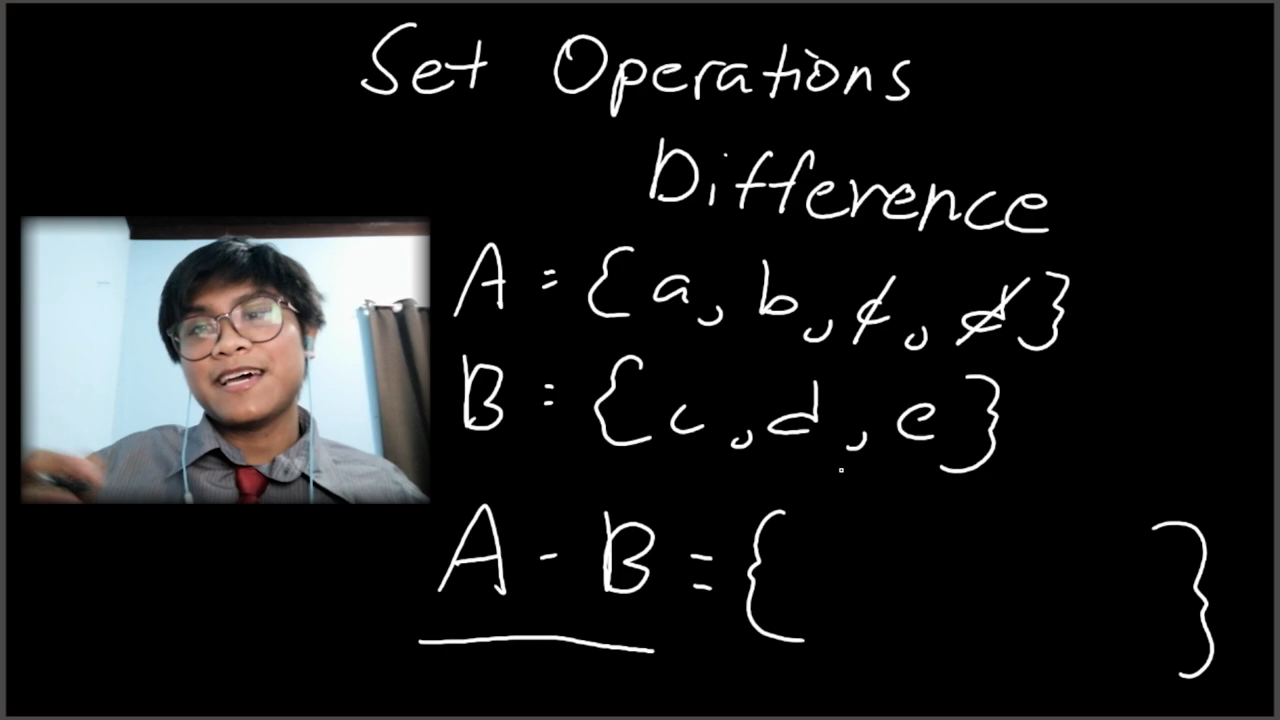 Set Operations
Difference
A = {a, b, c, d}
B = {c, d, e}
A - B = { }